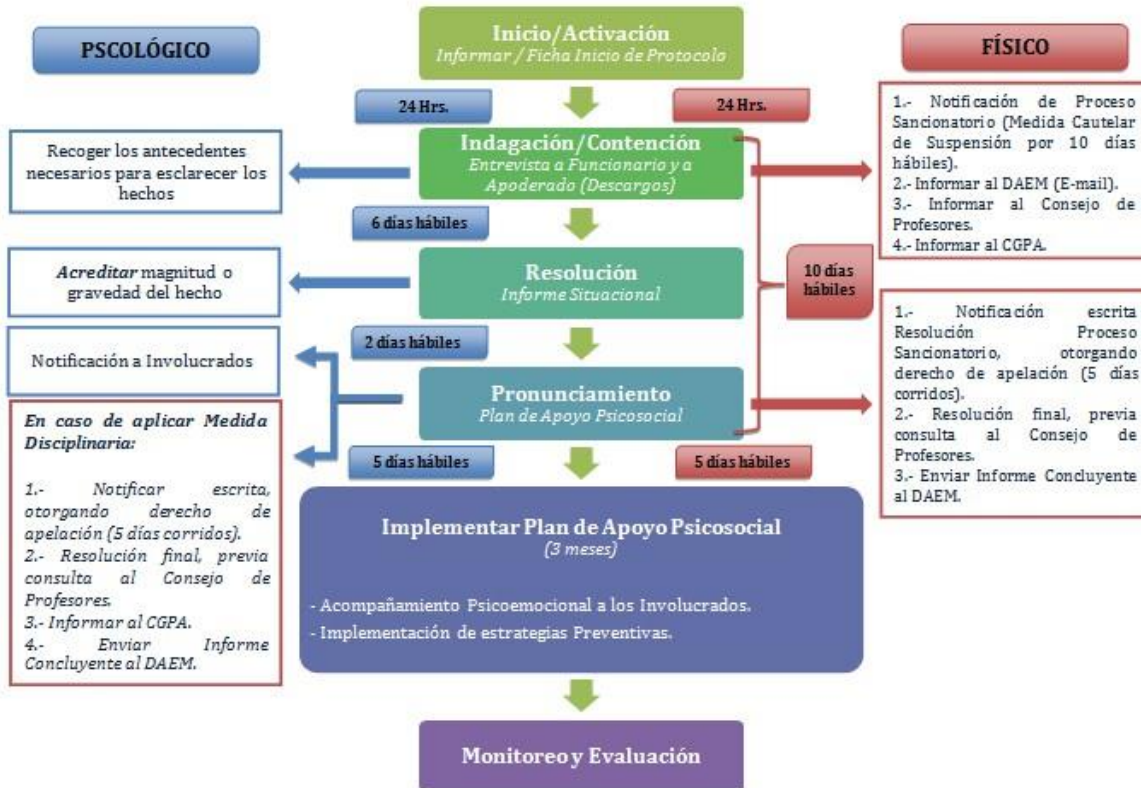 PSCOLÓGICO
Inicio/Activación
Informar / Ficha Inicio de Protocolo
FÍSICO
24 Hrs.
24 Hrs.
Recoger los antecedentes
necesarios para esclarecer los
hechos
Indagación/Contención
Entrevista a Funcionario y a
Apoderado (Descargos)
1.- Notificación de Proceso
Sancionatorio (Medida Cautelar
de Suspensión por 10 días
hábiles).
2.- Informar al DAEM (E-mail).
3.- Informar al Consejo de
Profesores.
4.- Informar al CGPA.
6 días hábiles
Acreditar magnitud o
gravedad del hecho
Resolución
Informe Situacional
10 días
hábiles
2 días hábiles
Notificación a Involucrados
Pronunciamiento
Plan de Apoyo Psicosocial
1.- Notificación escrita
Resolución Proceso
Sancionatorio, otorgando
derecho de apelación (5 días
corridos).
2.- Resolución final, previa
consulta al Consejo de
Profesores.
3.- Enviar Informe Concluyente
al DAEM.
En caso de aplicar Medida
Disciplinaria:
1.- Notificar escrita,
otorgando derecho de
apelación (5 días corridos).
2.- Resolución final, previa
consulta al Consejo de
Profesores.
3.- Informar al CGPA.
4.- Enviar Informe
Concluyente al DAEM.
5 días hábiles
5 días hábiles
Implementar Plan de Apoyo Psicosocial
(3 meses)
- Acompañamiento Psicoemocional a los Involucrados.
- Implementación de estrategias Preventivas.
Monitoreo y Evaluación